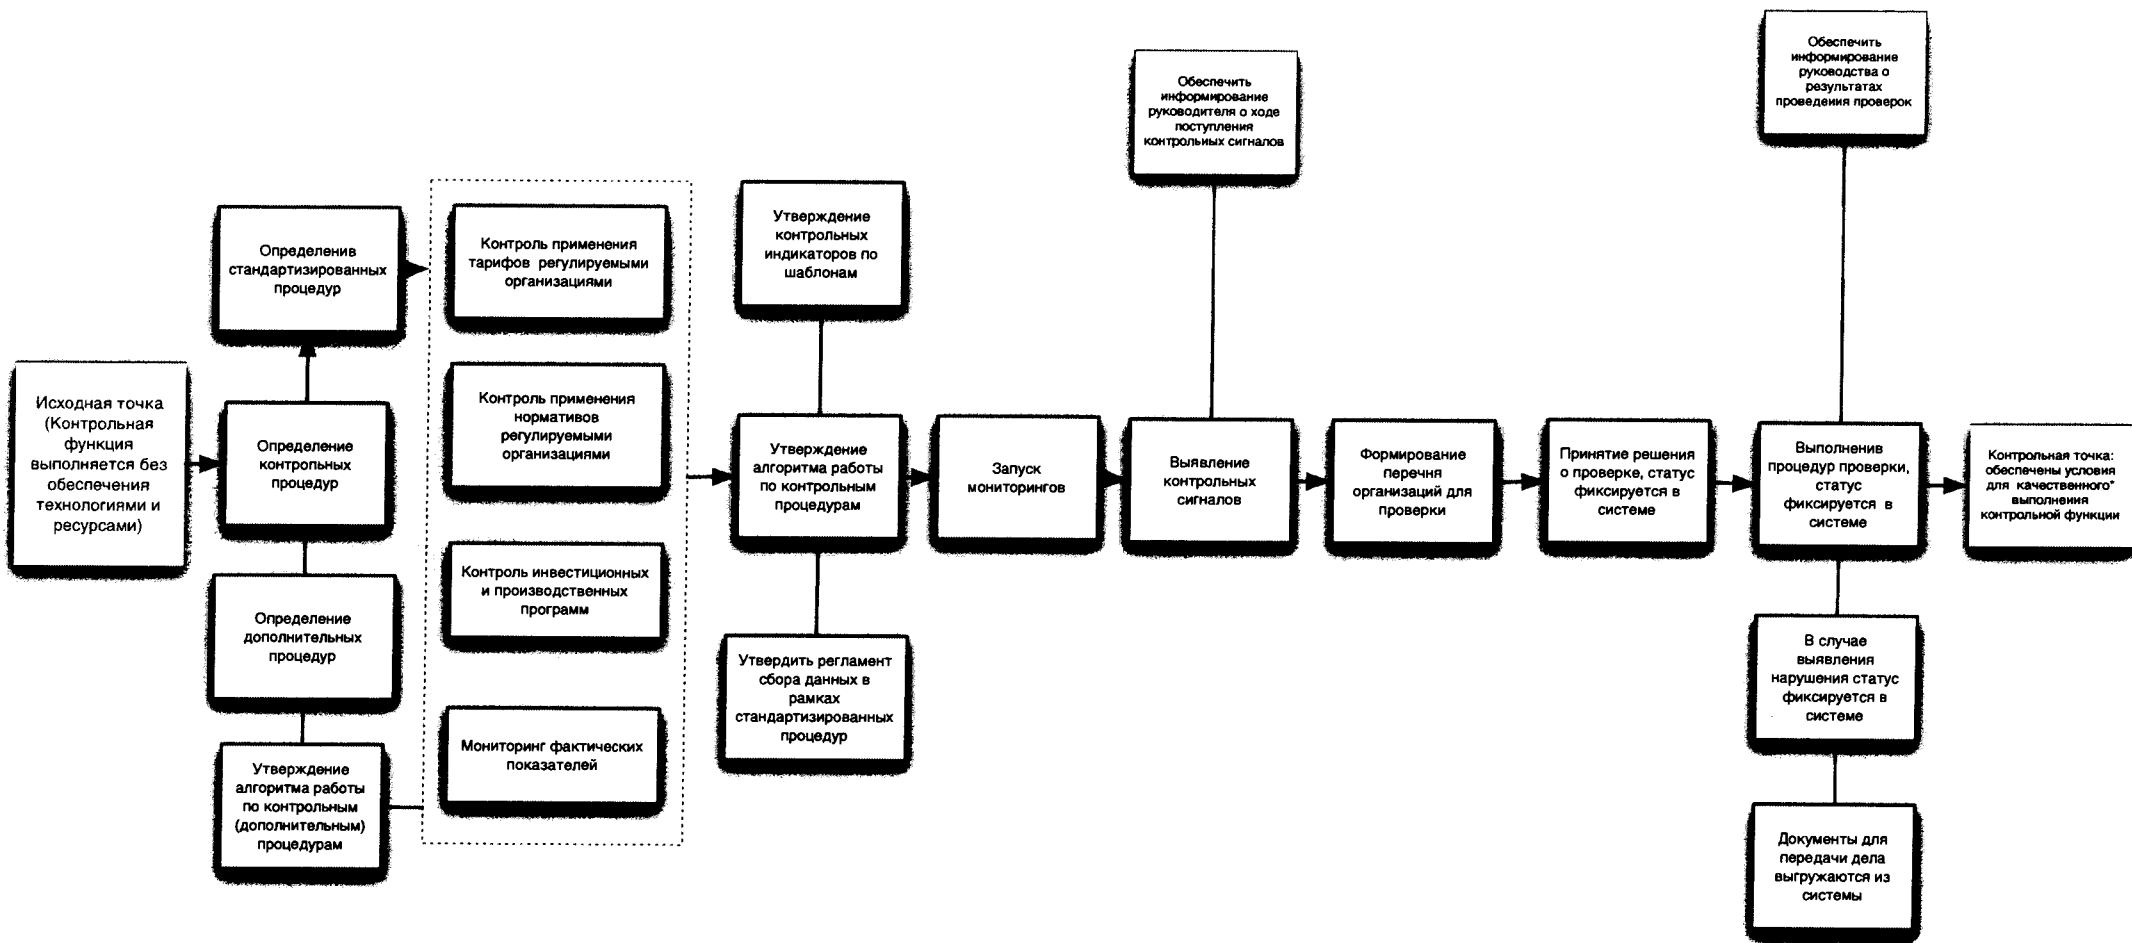 Исходная точка
(Контрольная
функция
выполняется без
обеспечения
технологиями и
ресурсами)
Определенив
стандартизированных
процедур
Определение
контрольных
процедур
Определение
дополнительных
процедур
Утверждение
алгоритма работы
по контрольным
(дополнительным)
процедурам
Контроль применения
тарифов регулируемыми
организациями
Контроль применения
нормативов
регулируемыми
организациями
Контроль инвестиционных
и производственных
программ
Мониторинг фактических
показателей
Утверждение
контрольных
индикаторов по
шаблонам
Утверждение
алгоритма работы
по контрольным
процедурам
Утвердить регламент
сбора данных в
рамках
стандартизированных
процедур
Запуск
мониторингов
Обеспечить
информирование
руководителя о ходе
поступления
контрольных сигналов
Выявление
контрольных
сигналов
Формирование
перечня
организаций для
проверки
Принятие решения
о проверке, статус
фиксируется в
системе
Обеспечить
информирование
руководства о
результатах
проведеиия проверок
Выполненив
процедур проверки,
статус
фиксируется в
системе
В случае
выявления
нарушения статус
фиксируется в
системе
Документы для
передачи дела
выгружаются из
системы
Контрольная точка:
обеспечены условия
для качественного*
выполнеиия
контрольной функции